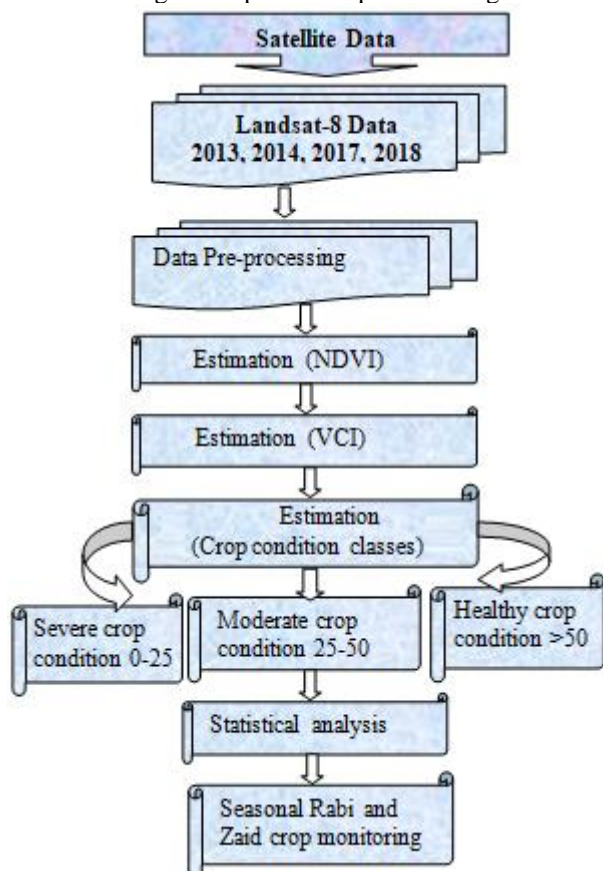 Satellite Data
Landsat-8 Data
2013, 2014, 2017, 2018
Data Pre-processing
Estimation (NDVI)
Estimation (VCI)
Estimation
(Crop condition classes)
Severe crop
condition 0-25
Moderate crop
condition 25-50
Healthy crop
condition >50
Statistical analysis
Seasonal Rabi and
Zaid crop monitoring